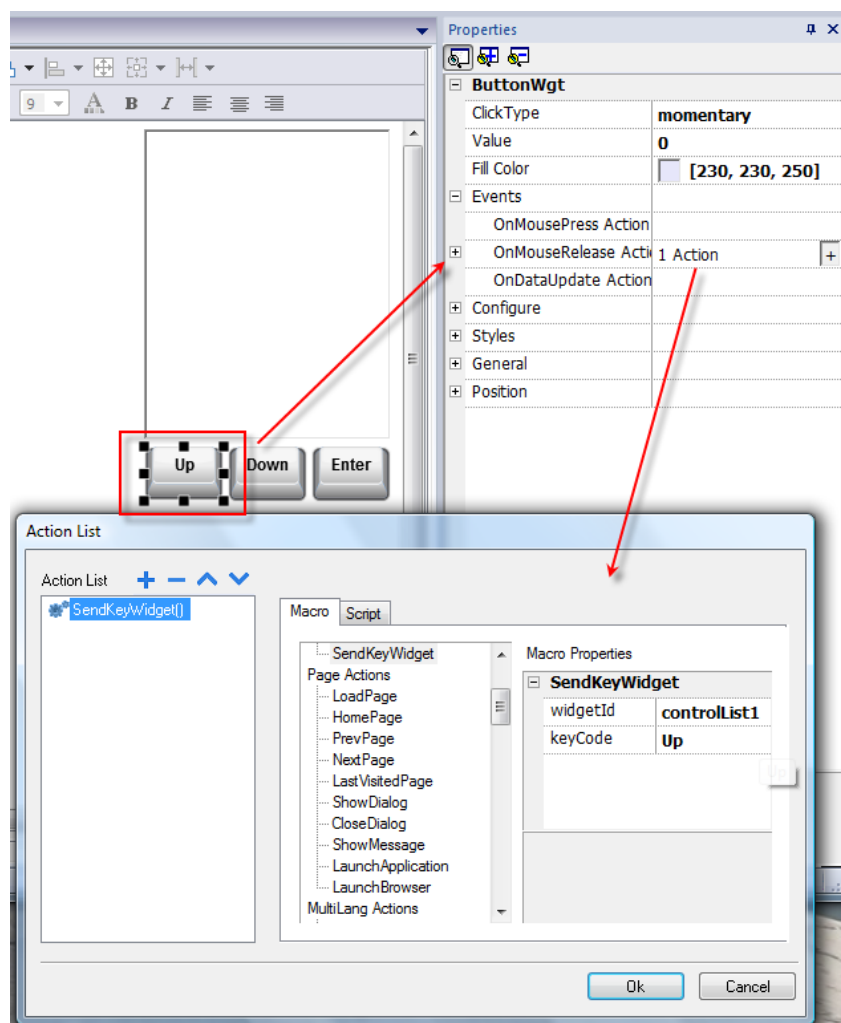 Properties
9 A B I
ButtonWgt
ClickType momentary
Value 0
Fill Color [230, 230, 250]
Events
OnMousePress Action
OnMouseRelease Acti 1 Action +
OnDataUpdate Action
Configure
Styles
General
Position
Up Down Enter
Action List
Action List
SendKeyWidget()
Macro Script
SendKeyWidget
Page Actions
LoadPage
HomePage
PrevPage
NextPage
LastVisitedPage
ShowDialog
CloseDialog
ShowMessage
LaunchApplication
LaunchBrowser
MultiLang Actions
Macro Properties
SendKeyWidget
widgetId controlList1
keyCode Up
Up
Ok Cancel